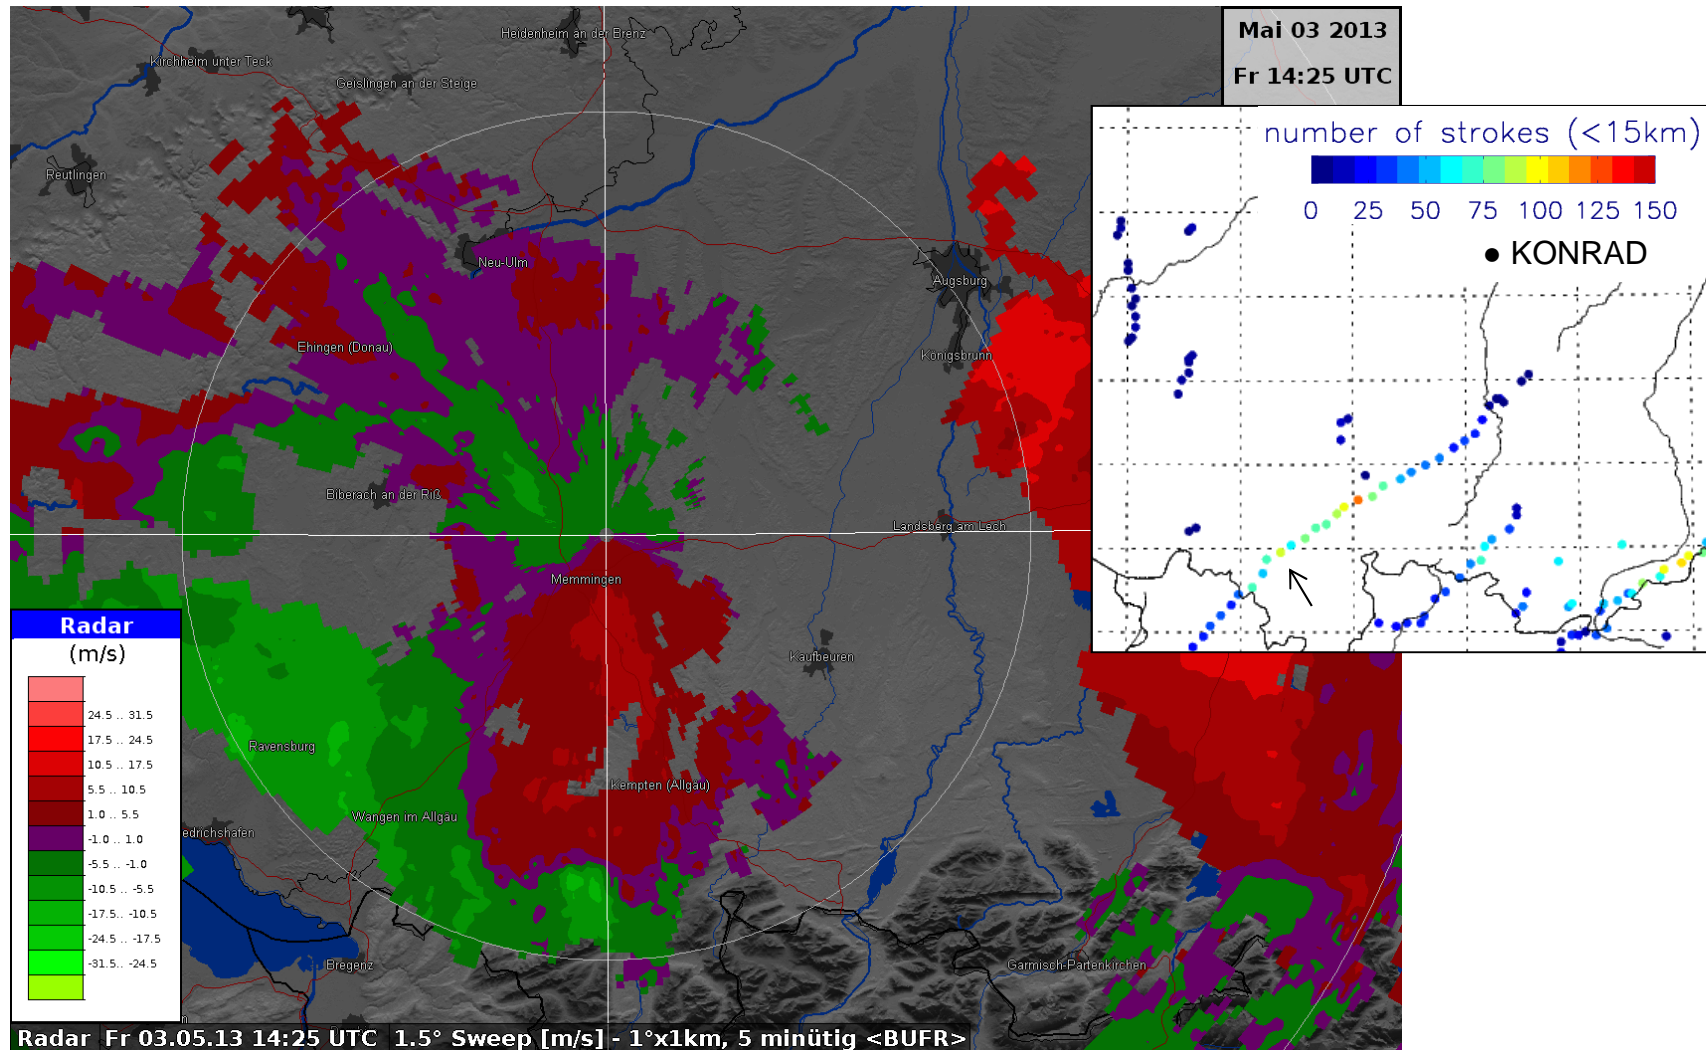 Mai 03 2013
Fr 14:25 UTC
Heidenheim an der Brenz
Kirchheim unter Teck
Geislingen an der Steige
Reutlingen
number of strokes (<15km)
0 25 50 75 100 125 150
KONRAD
Neu-Ulm
Augsburg
Ehingen (Donau)
Königsbrunn
Biberach an der Riß
Landsberg am Lech
Memmingen
Kaufbeuren
Radar
(m/s)
24.5 .. 31.5
17.5 .. 24.5
10.5 .. 17.5
5.5 .. 10.5
1.0 .. 5.5
-1.0 .. 1.0
-5.5 .. -1.0
-10.5 .. -5.5
-17.5 .. -10.5
-24.5 .. -17.5
-31.5.. -24.5
Ravensburg
Kempten (Allgäu)
Wangen im Allgäu
edrichshafen
Bregenz
Garmisch-Partenkirchen
Radar Fr 03.05.13 14:25 UTC 1.5° Sweep [m/s] - 1°x1km, 5 minütig <BUFR>